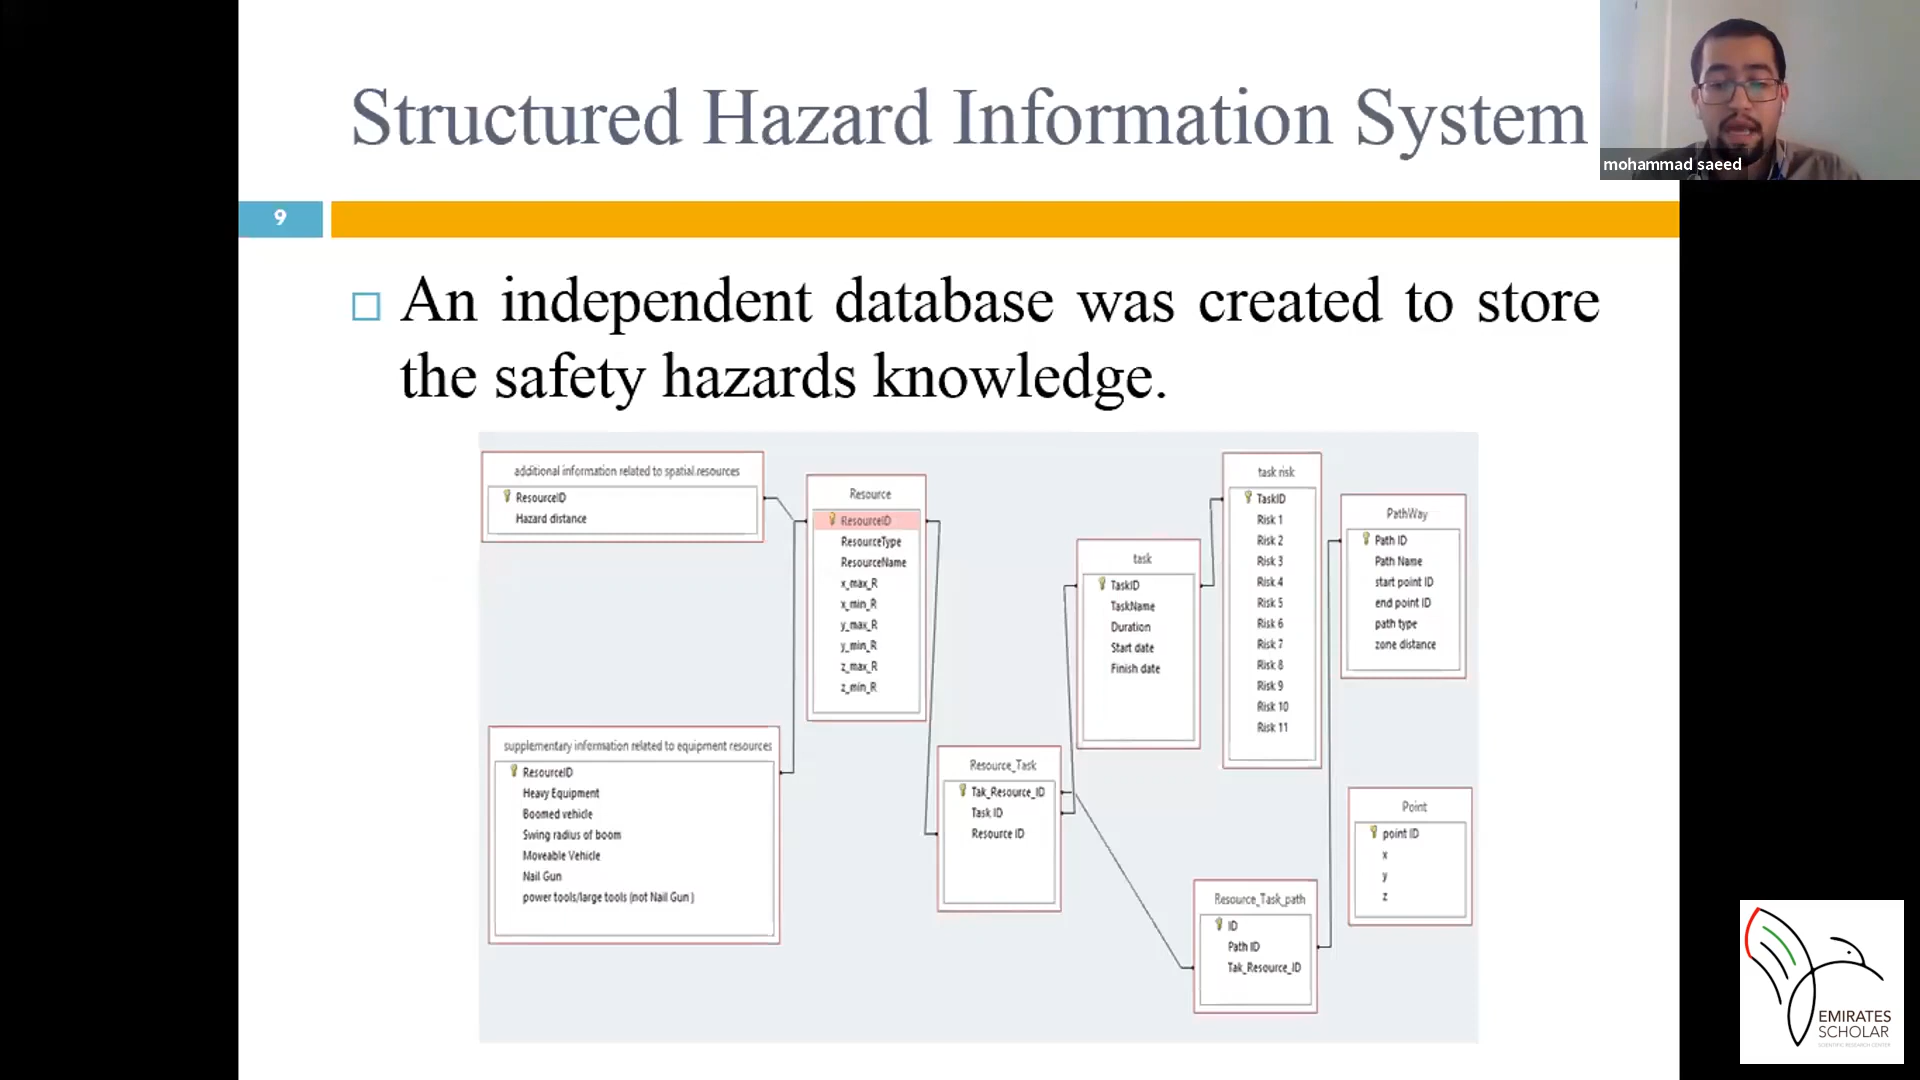 Structured Hazard Information System
mohammad saeed
9
An independent database was created to store
the safety hazards knowledge.
additional information related to spatial resources
ResourceID
Hazard distance
Resource
ResourceID
ResourceType
ResourceName
x_max_R
x_min_R
y_max_R
y_min_R
z_max_R
z_min_R
task
TaskID
TaskName
Duration
Start date
Finish date
task risk
TaskID
Risk 1
Risk 2
Risk 3
Risk 4
Risk 5
Risk 6
Risk 7
Risk 8
Risk 9
Risk 10
Risk 11
PathWay
Path ID
Path Name
start point ID
end point ID
path type
zone distance
supplementary information related to equipment resources
ResourceID
Heavy Equipment
Boomed vehicle
Swing radius of boom
Moveable Vehicle
Nail Gun
power tools/large tools (not Nail Gun )
Resource_Task
Tak_Resource_ID
Task ID
Resource ID
Resource_Task_path
ID
Path ID
Tak_Resource_ID
Point
point ID
x
y
z
EMIRATES
SCHOLAR
SCIENTIFIC RESEARCH CENTER